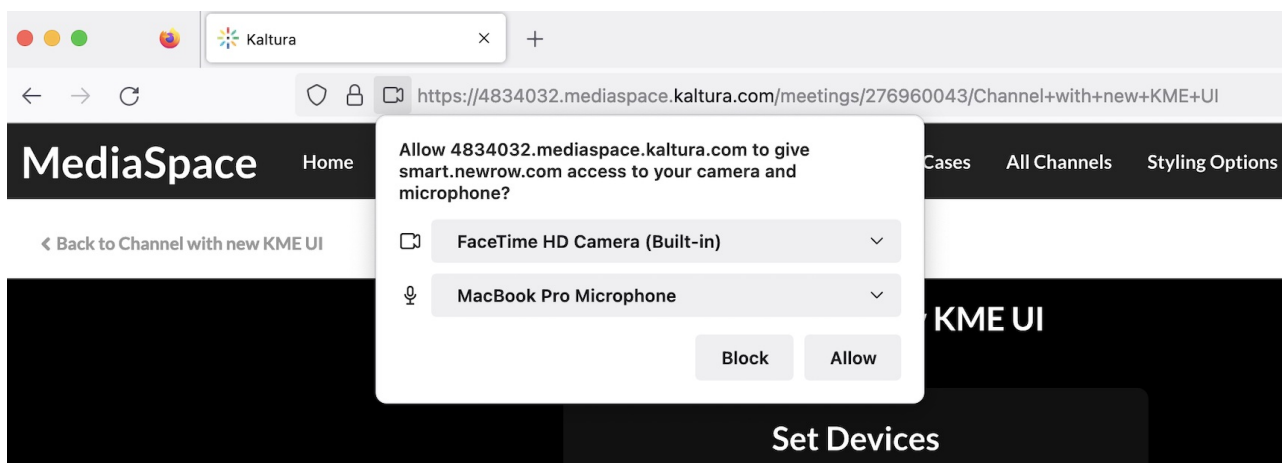 Kaltura
https://4834032.mediaspace.kaltura.com/meetings/276960043/Channel+with+new+KME+UI
MediaSpace Home Cases All Channels Styling Options
Allow 4834032.mediaspace.kaltura.com to give
smart.newrow.com access to your camera and
microphone?
Back to Channel with new KME UI
FaceTime HD Camera (Built-in)
MacBook Pro Microphone
KME UI
Block Allow
Set Devices